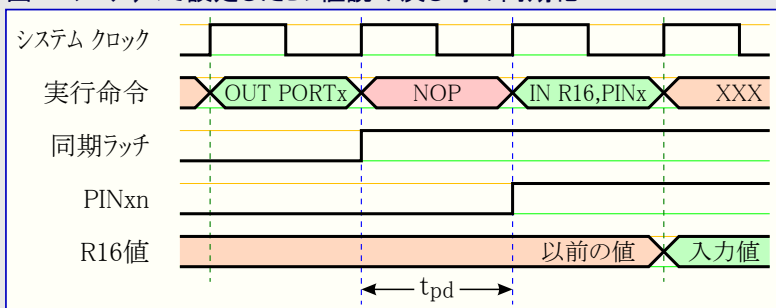 システム クロック
実行命令 OUT PORTx NOP IN R16,PINx XXX
同期ラッチ
PINxn
R16値 以前の値 入力値
tpd